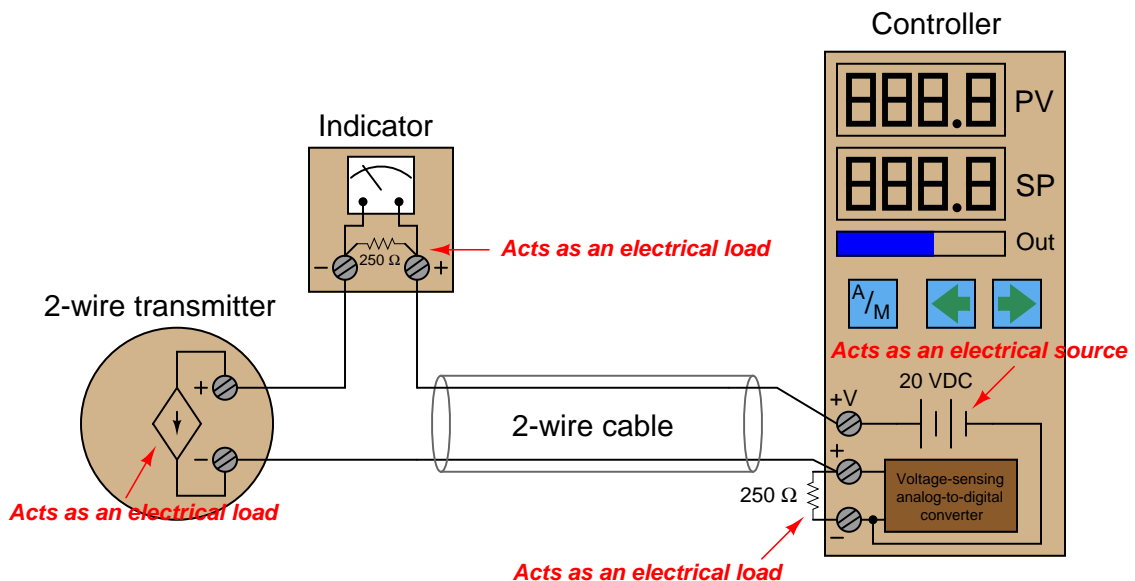 Controller
888.8
PV
Indicator
888.8
SP
250 Ω
− +
Acts as an electrical load
Out
A/M
2-wire transmitter
Acts as an electrical source
+
−
20 VDC
+V
2-wire cable
+
Voltage-sensing
analog-to-digital
converter
250 Ω
−
Acts as an electrical load
Acts as an electrical load